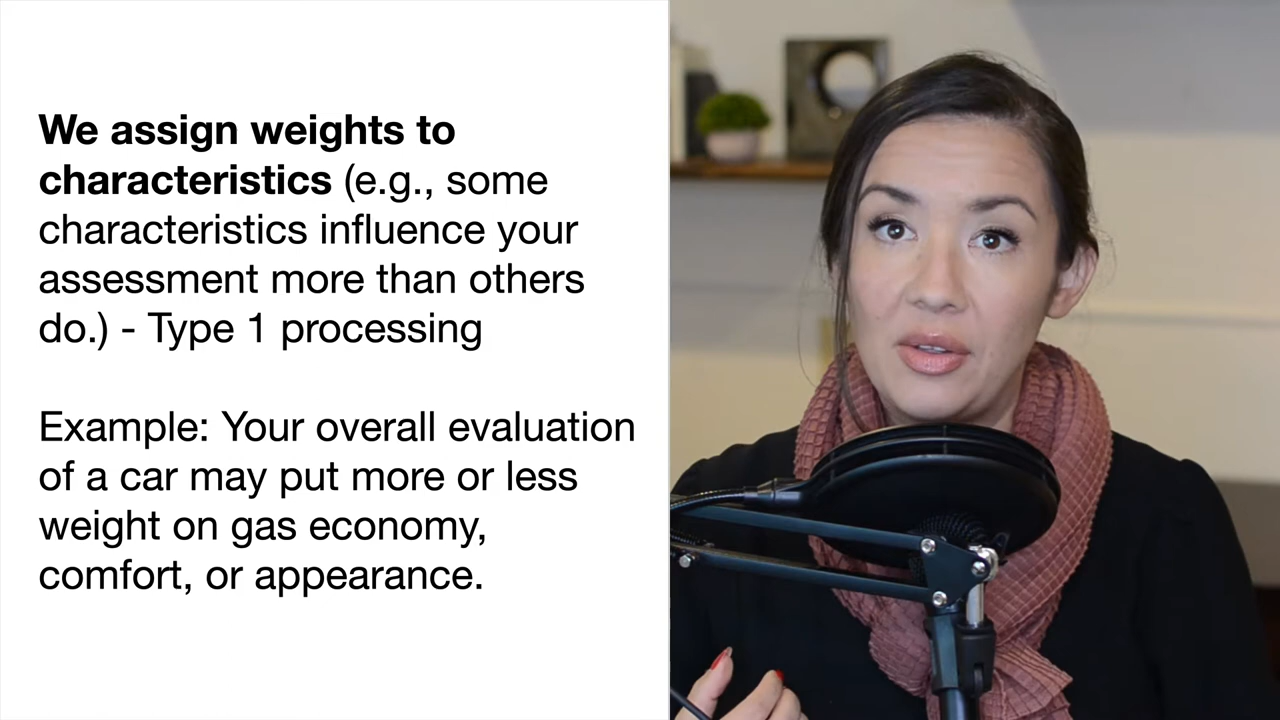 We assign weights to
characteristics (e.g., some
characteristics influence your
assessment more than others
do.) - Type 1 processing
Example: Your overall evaluation
of a car may put more or less
weight on gas economy,
comfort, or appearance.